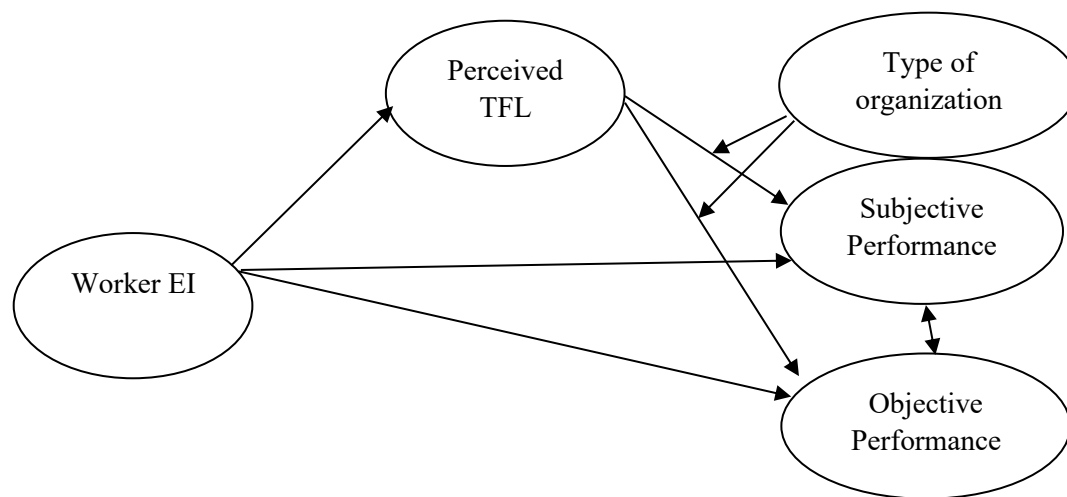 Perceived
TFL
Type of
organization
Subjective
Performance
Worker EI
Objective
Performance